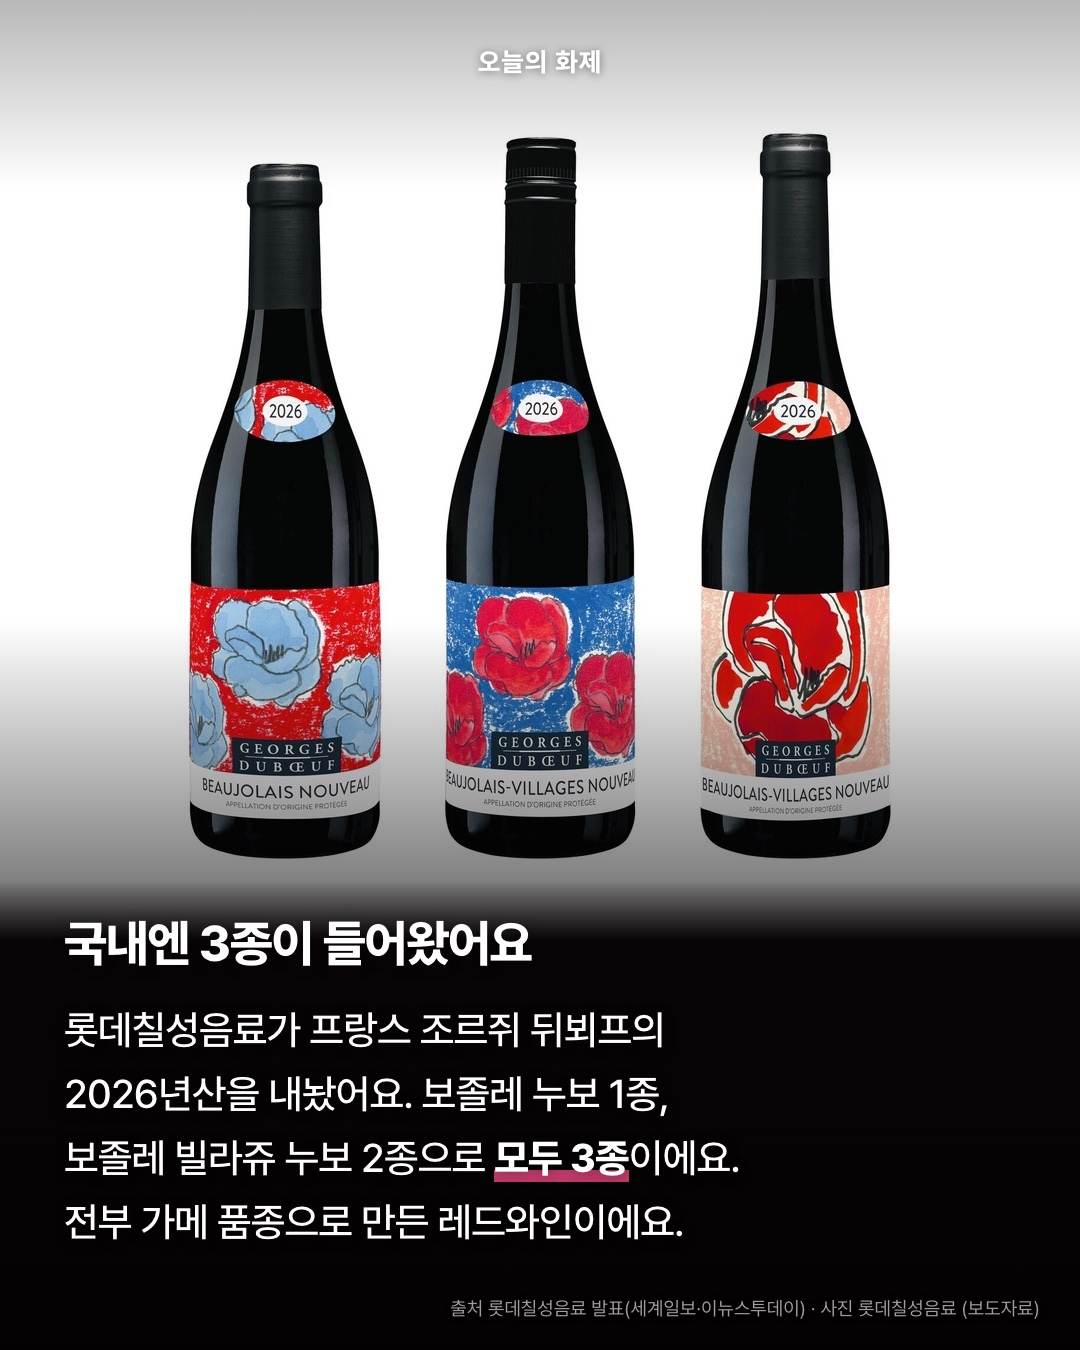 오늘의 화제
2026
2026
2026
GEORGES
DUBŒUF
BEAUJOLAIS NOUVEAU
APPELLATION D'ORIGINE PROTÉGÉE
GEORGES
DUBŒUF
BEAUJOLAIS-VILLAGES NOUVEAU
APPELLATION D'ORIGINE PROTÉGÉE
GEORGES
DUBŒUF
BEAUJOLAIS-VILLAGES NOUVEAU
APPELLATION D'ORIGINE PROTÉGÉE
국내엔 3종이 들어왔어요
롯데칠성음료가 프랑스 조르쥐 뒤뵈프의
2026년산을 내놨어요. 보졸레 누보 1종,
보졸레 빌라쥬 누보 2종으로 모두 3종이에요.
전부 가메 품종으로 만든 레드와인이에요.
출처 롯데칠성음료 발표(세계일보·이뉴스투데이) · 사진 롯데칠성음료 (보도자료)